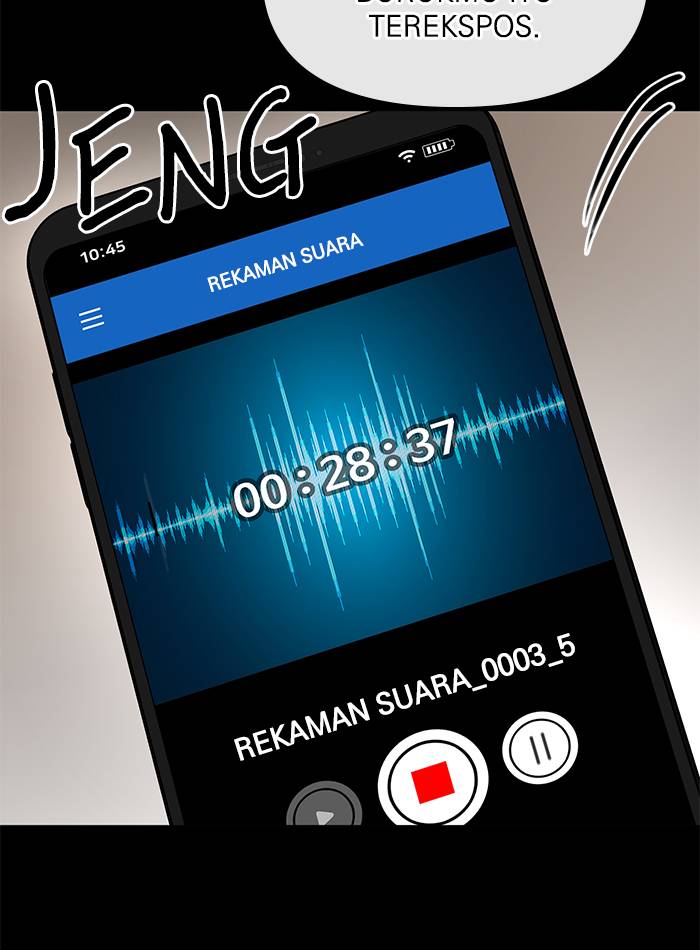 TEREKSPOS.
JENG
10:45
REKAMAN SUARA
00:28:37
REKAMAN SUARA_0003_5